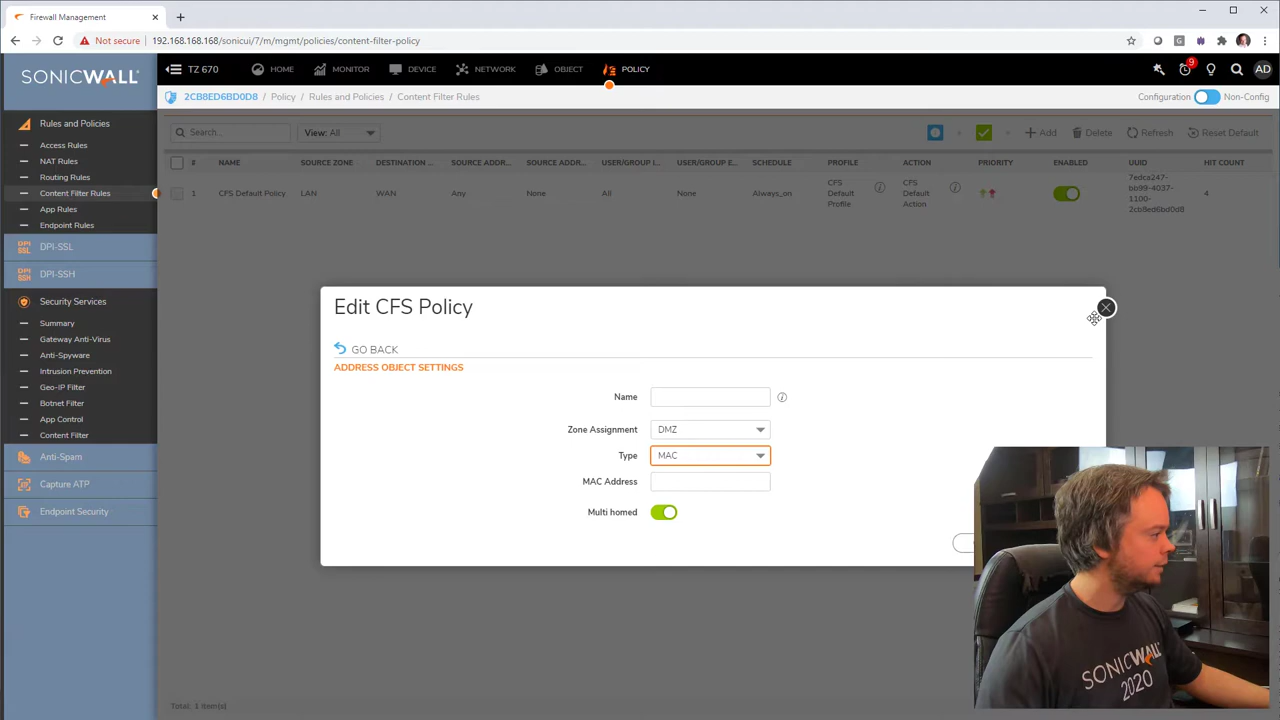 Firewall Management
Not secure 192.168.168.168/sonicui/7/m/mgmt/policies/content-filter-policy
SONICWALL
TZ 670 HOME MONITOR DEVICE NETWORK OBJECT POLICY 9 AD
2CB8ED6BD0D8 / Policy / Rules and Policies / Content Filter Rules Configuration Non-Config
Rules and Policies
Access Rules
NAT Rules
Routing Rules
Content Filter Rules
App Rules
Endpoint Rules
DPI-SSL
DPI-SSH
Security Services
Summary
Gateway Anti-Virus
Anti-Spyware
Intrusion Prevention
Geo-IP Filter
Botnet Filter
App Control
Content Filter
Anti-Spam
Capture ATP
Endpoint Security
Search... View: All Add Delete Refresh Reset Default
# NAME SOURCE ZONE DESTINATION ... SOURCE ADDR... SOURCE ADDR... USER/GROUP I... USER/GROUP E... SCHEDULE PROFILE ACTION PRIORITY ENABLED UUID HIT COUNT
1 CFS Default Policy LAN WAN Any None All None Always_on CFS Default Profile CFS Default Action 7edca247-bo99-4037-1100-2cb8ed6bd0d8 4
Edit CFS Policy
GO BACK
ADDRESS OBJECT SETTINGS
Name
Zone Assignment DMZ
Type MAC
MAC Address
Multi homed
SONICWALL
2020
Total: 1 item(s)